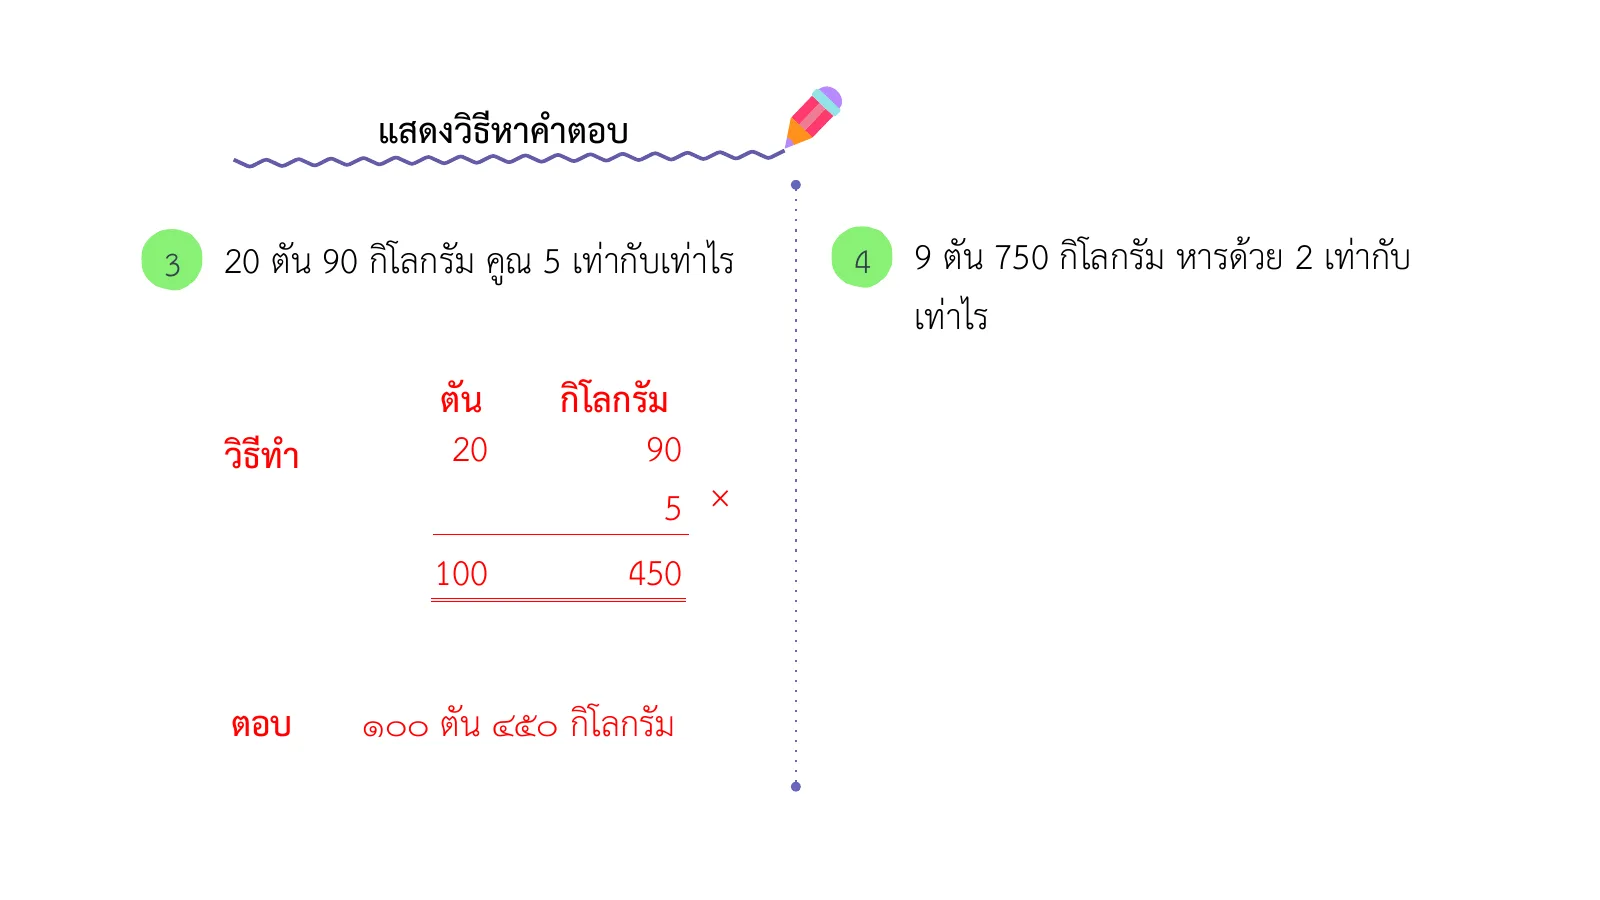 แสดงวิธีหาคำตอบ
3 20 ตัน 90 กิโลกรัม คูณ 5 เท่ากับเท่าไร
ตัน กิโลกรัม
วิธีทำ 20 90
5 ×
100 450
ตอบ ๑๐๐ ตัน ๔๕๐ กิโลกรัม
4 9 ตัน 750 กิโลกรัม หารด้วย 2 เท่ากับ
เท่าไร